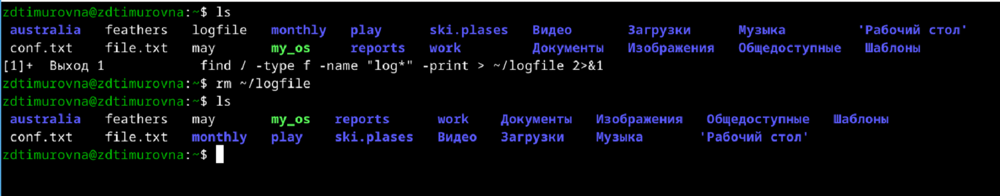 zdtimurovna@zdtimurovna:~$ ls
australia feathers logfile monthly play ski.plases Видео Загрузки Музыка 'Рабочий стол'
conf.txt file.txt may my_os reports work Документы Изображения Общедоступные Шаблоны
[1]+ Выход 1 find / -type f -name "log*" -print > ~/logfile 2>&1
zdtimurovna@zdtimurovna:~$ rm ~/logfile
zdtimurovna@zdtimurovna:~$ ls
australia feathers may my_os reports work Документы Изображения Общедоступные Шаблоны
conf.txt file.txt monthly play ski.plases Видео Загрузки Музыка 'Рабочий стол'
zdtimurovna@zdtimurovna:~$